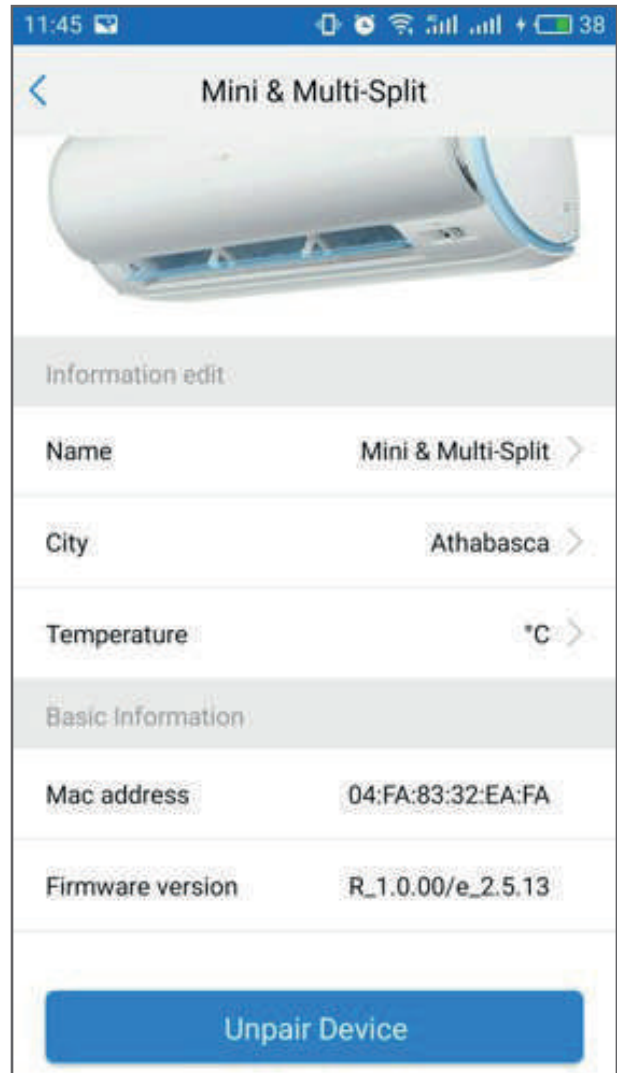 11:45 38
Mini & Multi-Split
Information edit
Name Mini & Multi-Split
City Athabasca
Temperature °C
Basic Information
Mac address 04:FA:83:32:EA:FA
Firmware version R_1.0.00/e_2.5.13
Unpair Device